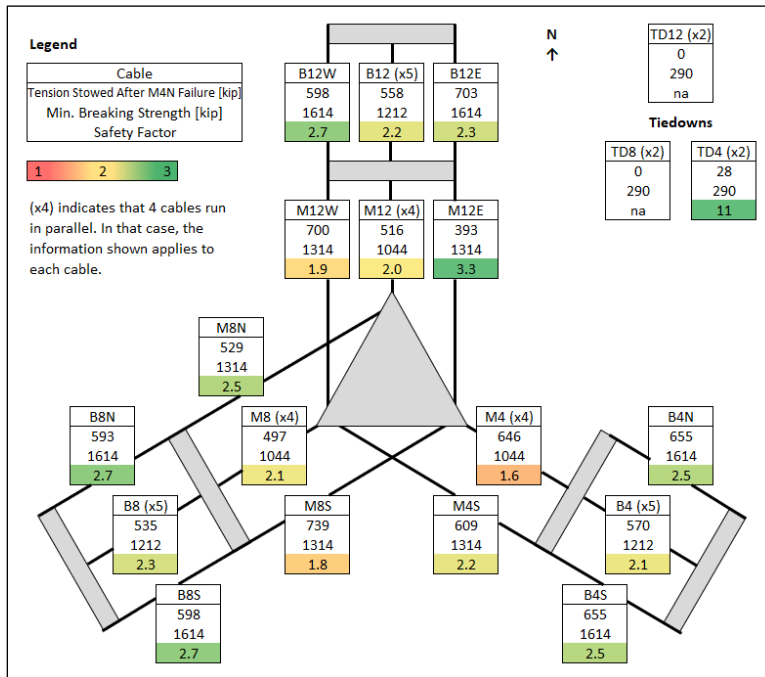 Legend
Cable
Tension Stowed After M4N Failure [kip]
Min. Breaking Strength [kip]
Safety Factor
1 2 3
(x4) indicates that 4 cables run
in parallel. In that case, the
information shown applies to
each cable.
N
↑
TD12 (x2)
0
290
na
Tiedowns
TD8 (x2)
0
290
na
TD4 (x2)
28
290
11
B12W
598
1614
2.7
B12 (x5)
558
1212
2.2
B12E
703
1614
2.3
M12W
700
1314
1.9
M12 (x4)
516
1044
2.0
M12E
393
1314
3.3
M8N
529
1314
2.5
B8N
593
1614
2.7
M8 (x4)
497
1044
2.1
M4 (x4)
646
1044
1.6
B4N
655
1614
2.5
B8 (x5)
535
1212
2.3
M8S
739
1314
1.8
M4S
609
1314
2.2
B4 (x5)
570
1212
2.1
B8S
598
1614
2.7
B4S
655
1614
2.5